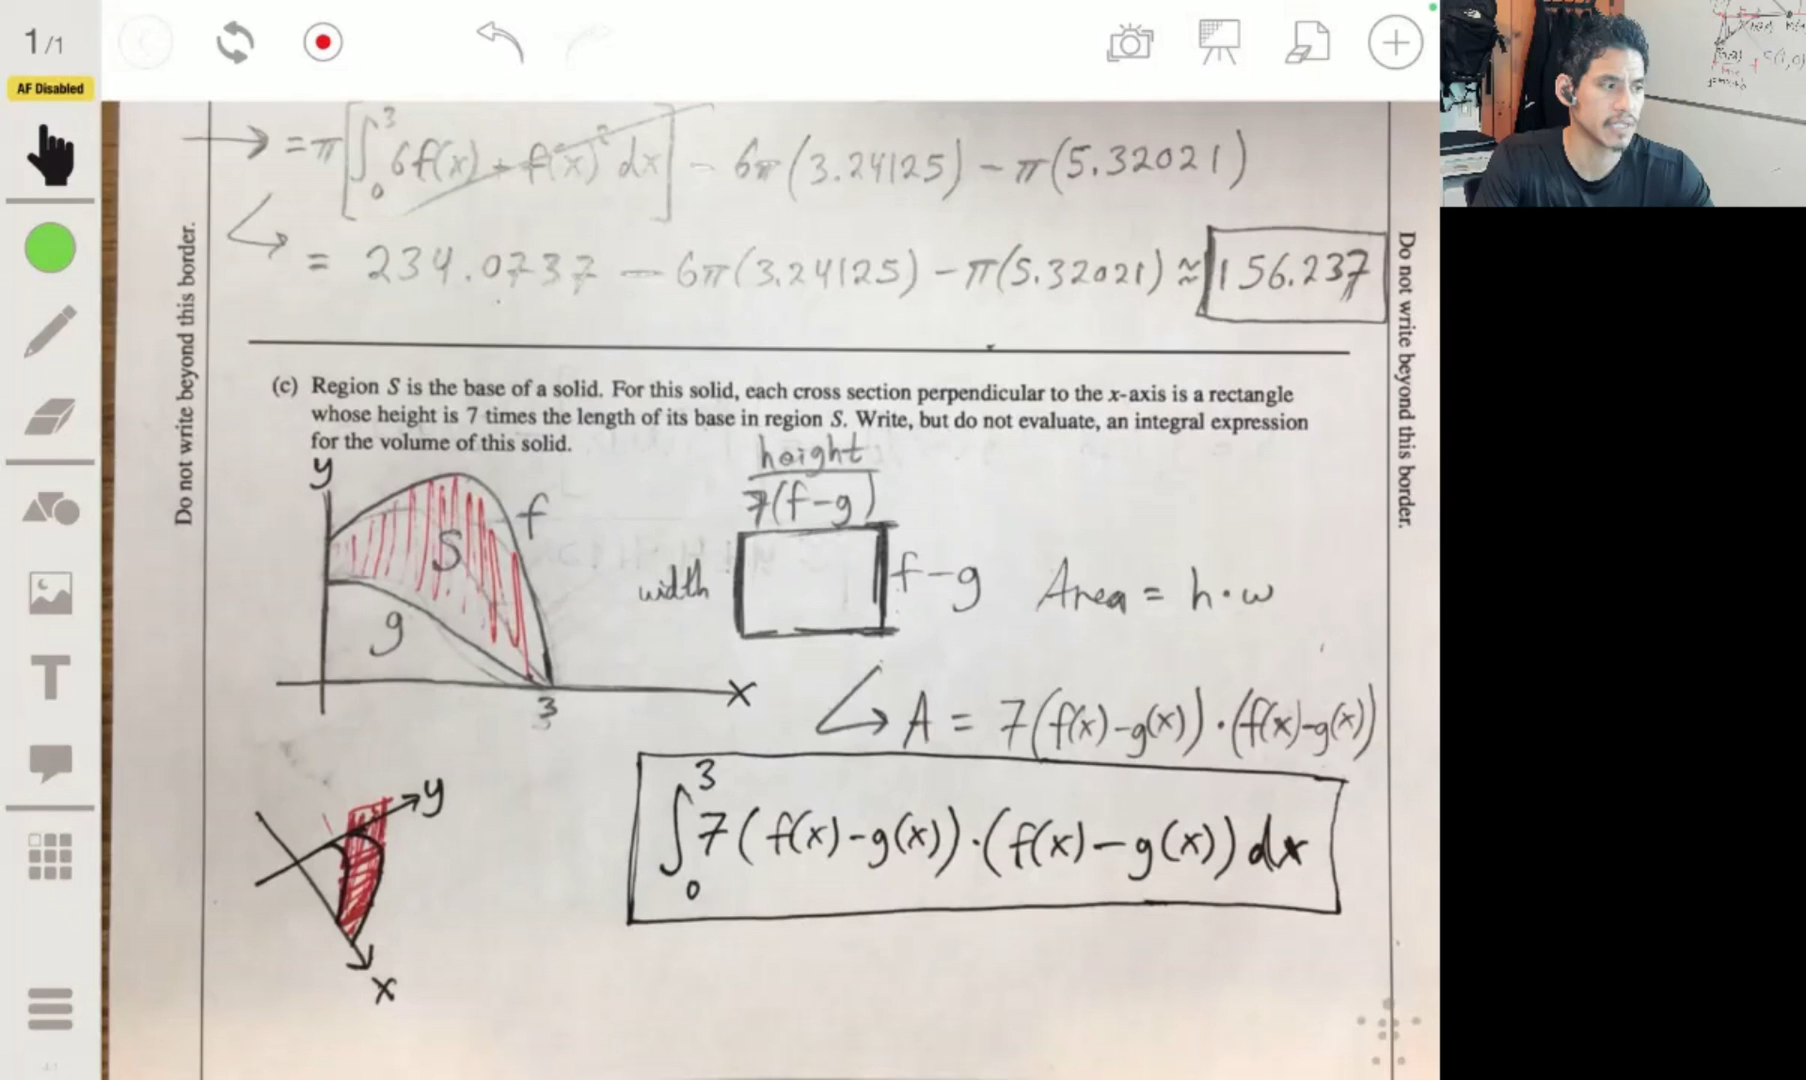 1/1
AF Disabled
→ = π[∫₀³ 6f(x) - f(x)² dx] - 6π(3.24125) - π(5.32021)
↳ = 234.0737 - 6π(3.24125) - π(5.32021) ≈ 156.237
Do not write beyond this border.
Do not write beyond this border.
(c) Region S is the base of a solid. For this solid, each cross section perpendicular to the x-axis is a rectangle
whose height is 7 times the length of its base in region S. Write, but do not evaluate, an integral expression
for the volume of this solid.
height
7(f-g)
y
f
S
g
3
x
width
f-g
Area = h·w
↳ A = 7(f(x)-g(x))·(f(x)-g(x))
∫₀³ 7(f(x)-g(x))·(f(x)-g(x))dx
y
x
T